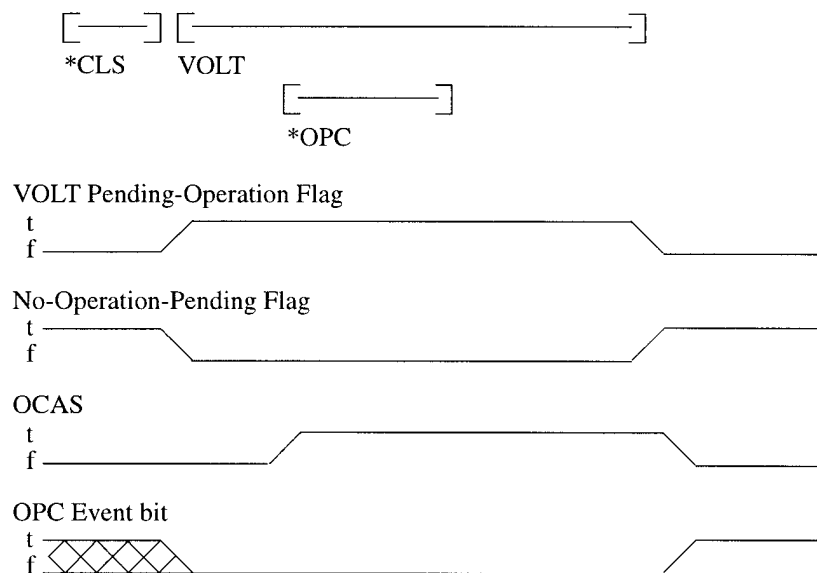 *CLS VOLT
*OPC
VOLT Pending-Operation Flag
t
f
No-Operation-Pending Flag
t
f
OCAS
t
f
OPC Event bit
t
f